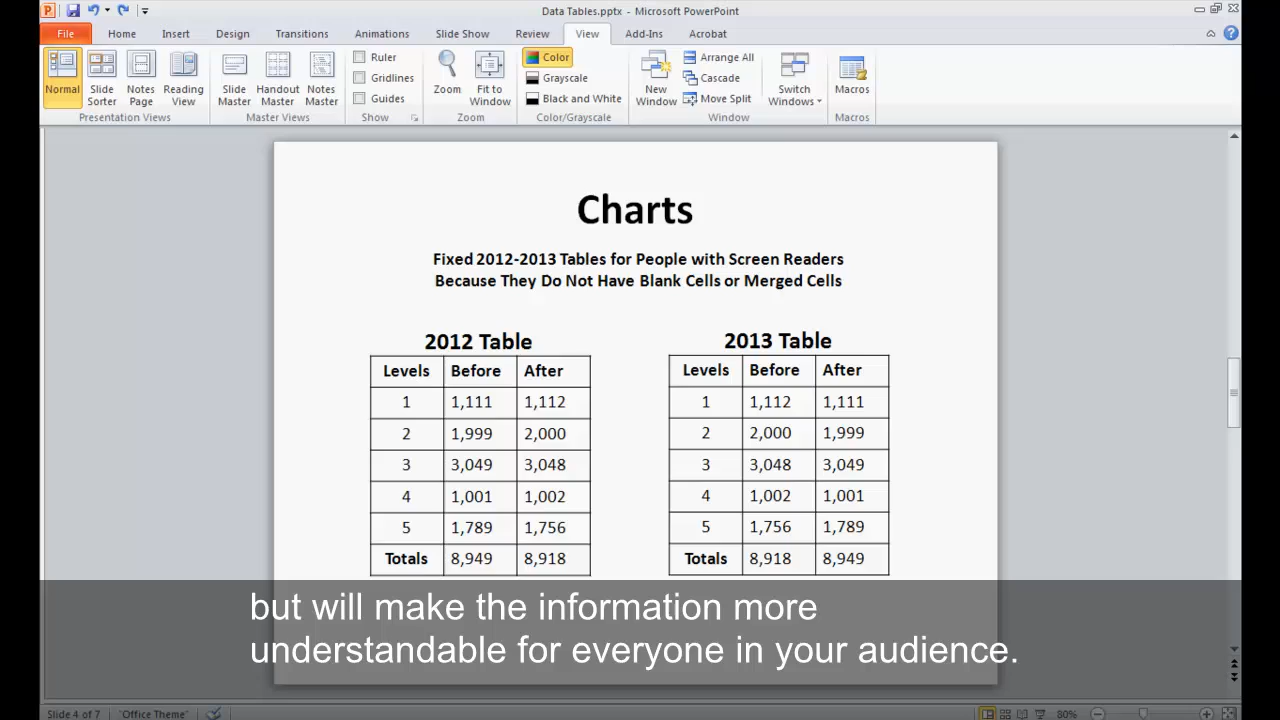 Data Tables.pptx - Microsoft PowerPoint
File Home Insert Design Transitions Animations Slide Show Review View Add-Ins Acrobat
Normal
Slide Sorter
Notes Page
Reading View
Presentation Views
Slide Master
Handout Master
Notes Master
Master Views
Ruler
Gridlines
Guides
Show
Zoom
Fit to Window
Zoom
Color
Grayscale
Black and White
Color/Grayscale
New Window
Arrange All
Cascade
Move Split
Switch Windows
Window
Macros
Macros
Charts
Fixed 2012-2013 Tables for People with Screen Readers
Because They Do Not Have Blank Cells or Merged Cells
2012 Table
Levels Before After
1 1,111 1,112
2 1,999 2,000
3 3,049 3,048
4 1,001 1,002
5 1,789 1,756
Totals 8,949 8,918
2013 Table
Levels Before After
1 1,112 1,111
2 2,000 1,999
3 3,048 3,049
4 1,002 1,001
5 1,756 1,789
Totals 8,918 8,949
but will make the information more
understandable for everyone in your audience.
Slide 4 of 7 "Office Theme" 80%